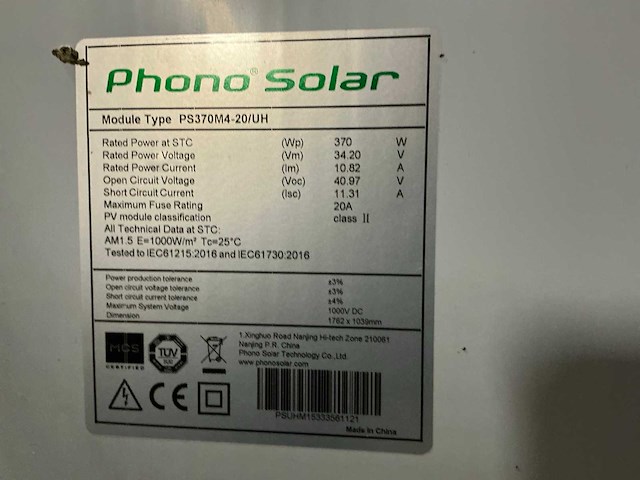 Phono® Solar
Module Type PS370M4-20/UH
Rated Power at STC (Wp) 370 W
Rated Power Voltage (Vm) 34.20 V
Rated Power Current (Im) 10.82 A
Open Circuit Voltage (Voc) 40.97 V
Short Circuit Current (Isc) 11.31 A
Maximum Fuse Rating 20A
PV module classification class II
All Technical Data at STC:
AM1.5 E=1000W/m² Tc=25°C
Tested to IEC61215:2016 and IEC61730:2016
Power production tolerance ±3%
Open circuit voltage tolerance ±3%
Short circuit current tolerance ±4%
Maximum System Voltage 1000V DC
Dimension 1762 x 1039mm
MCS
CERTIFIED
TÜV
1.Xinghuo Road Nanjing Hi-tech Zone 210061
Nanjing P.R. China
Phono Solar Technology Co.,Ltd.
www.phonosolar.com
CE
PSUHM15333581121
Made in China